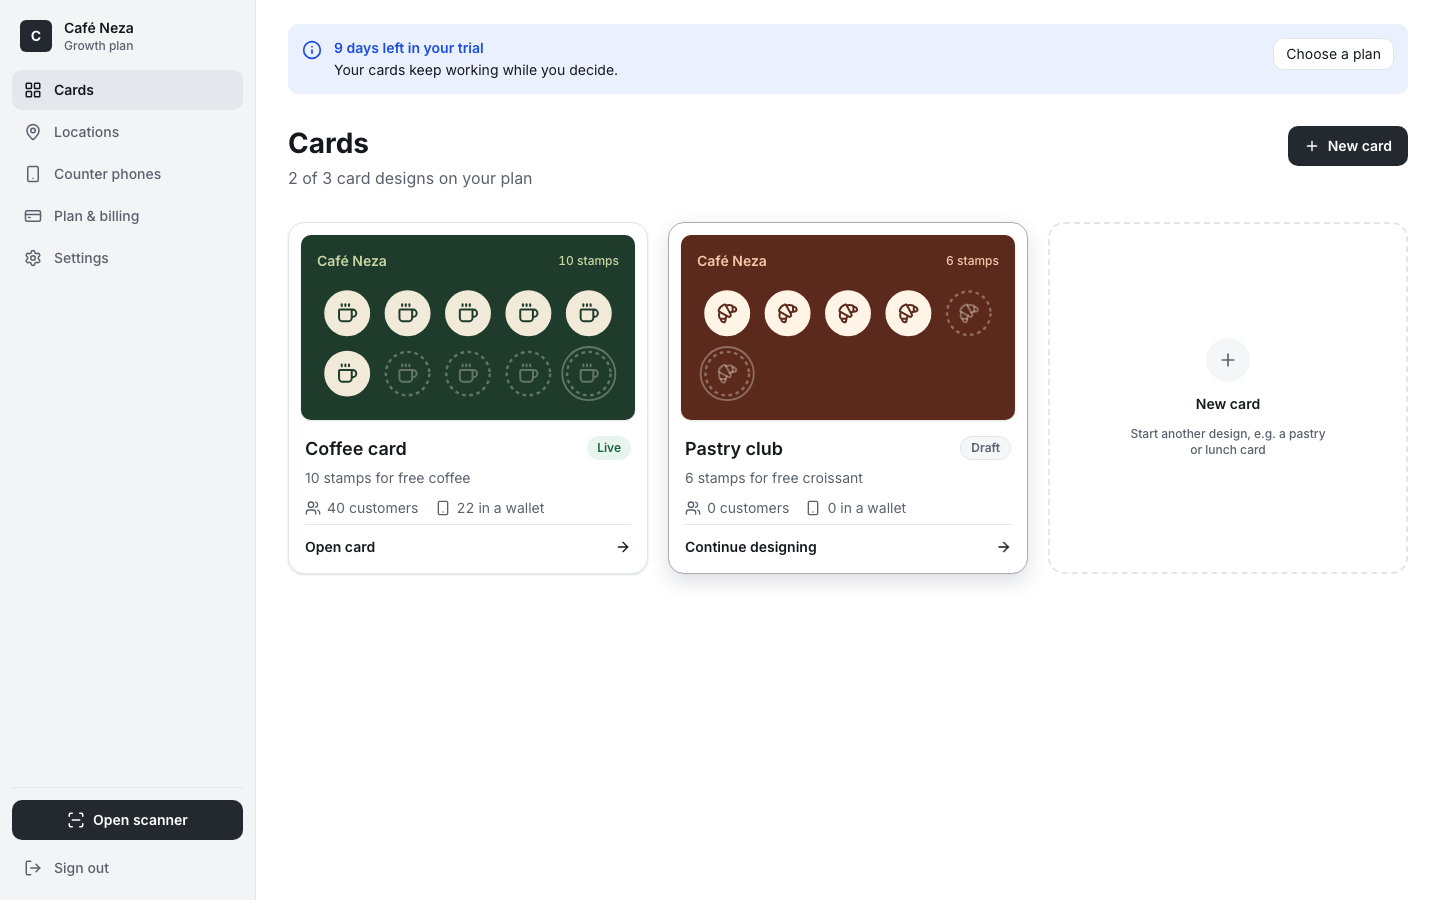 C
Café Neza
Growth plan
Cards
Locations
Counter phones
Plan & billing
Settings
Open scanner
Sign out
9 days left in your trial
Your cards keep working while you decide.
Choose a plan
Cards
2 of 3 card designs on your plan
New card
Café Neza
10 stamps
Coffee card
Live
10 stamps for free coffee
40 customers
22 in a wallet
Open card
Café Neza
6 stamps
Pastry club
Draft
6 stamps for free croissant
0 customers
0 in a wallet
Continue designing
New card
Start another design, e.g. a pastry
or lunch card